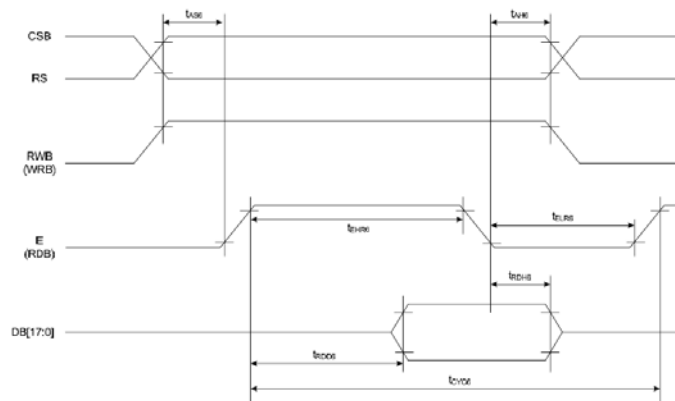 tAS6 tAH6
CSB
RS
RWB
(WRB)
E
(RDB)
tEHR6 tELR6
tRDH6
DB[17:0]
tRDD6
tCYC6